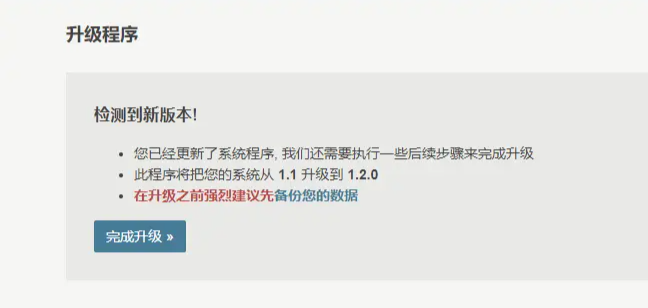 升级程序
检测到新版本!
您已经更新了系统程序, 我们还需要执行一些后续步骤来完成升级
此程序将把您的系统从 1.1 升级到 1.2.0
在升级之前强烈建议先备份您的数据
完成升级 »